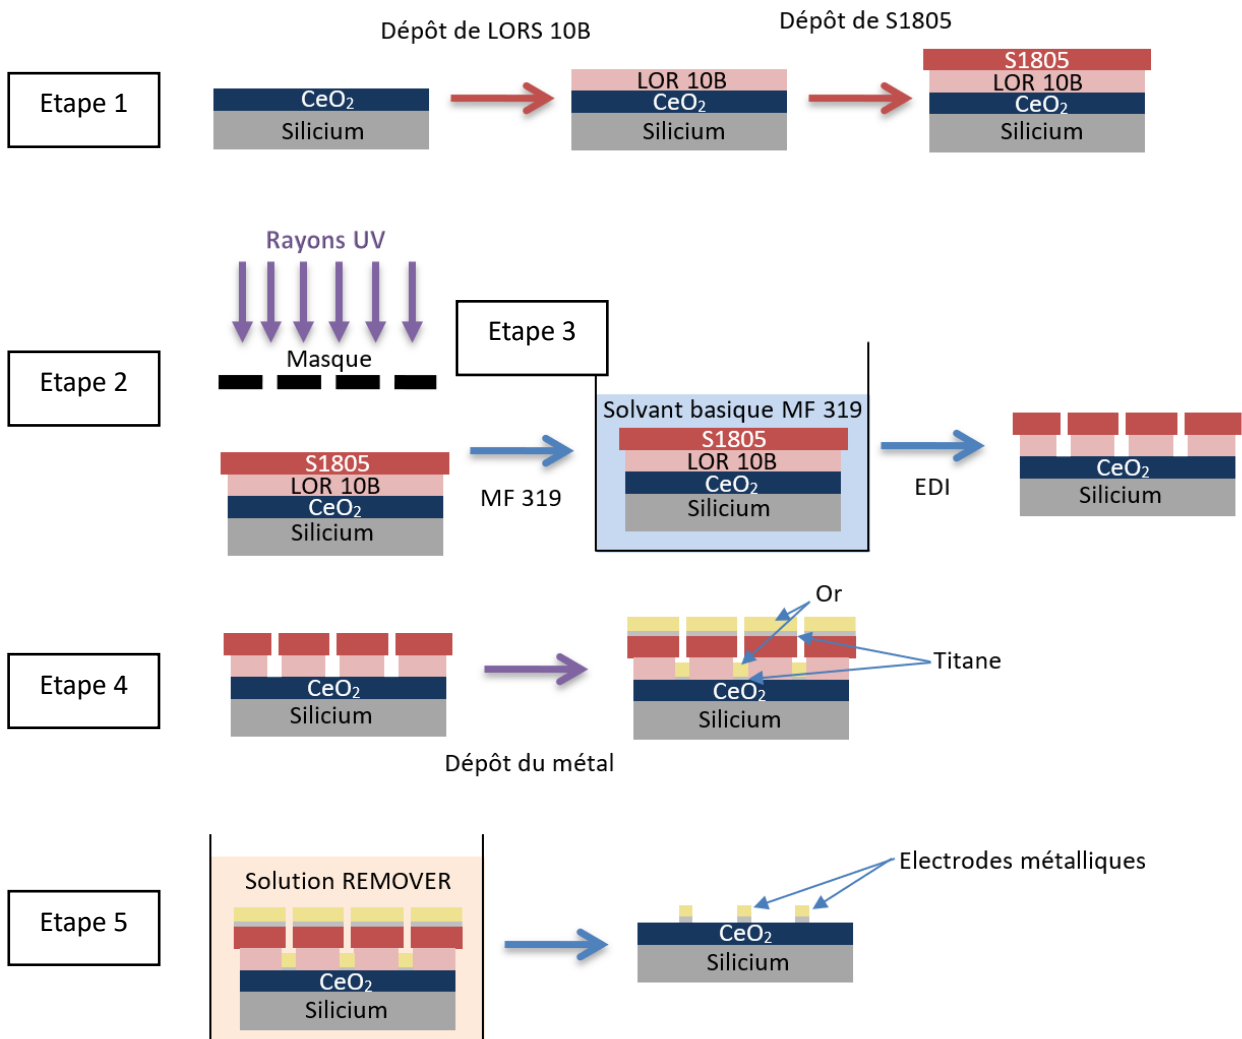 Dépôt de LORS 10B
Dépôt de S1805
Etape 1
CeO₂
Silicium
LOR 10B
CeO₂
Silicium
S1805
LOR 10B
CeO₂
Silicium
Rayons UV
Masque
Etape 2
S1805
LOR 10B
CeO₂
Silicium
MF 319
Etape 3
Solvant basique MF 319
S1805
LOR 10B
CeO₂
Silicium
EDI
CeO₂
Silicium
Etape 4
CeO₂
Silicium
Dépôt du métal
Or
Titane
CeO₂
Silicium
Etape 5
Solution REMOVER
CeO₂
Silicium
Electrodes métalliques
CeO₂
Silicium